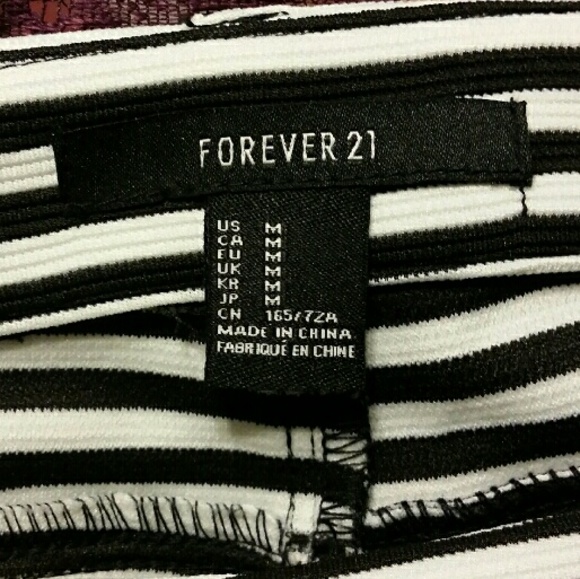 FOREVER 21
US M
CA M
EU M
UK M
KR M
JP M
CN 165/72A
MADE IN CHINA
FABRIQUÉ EN CHINE